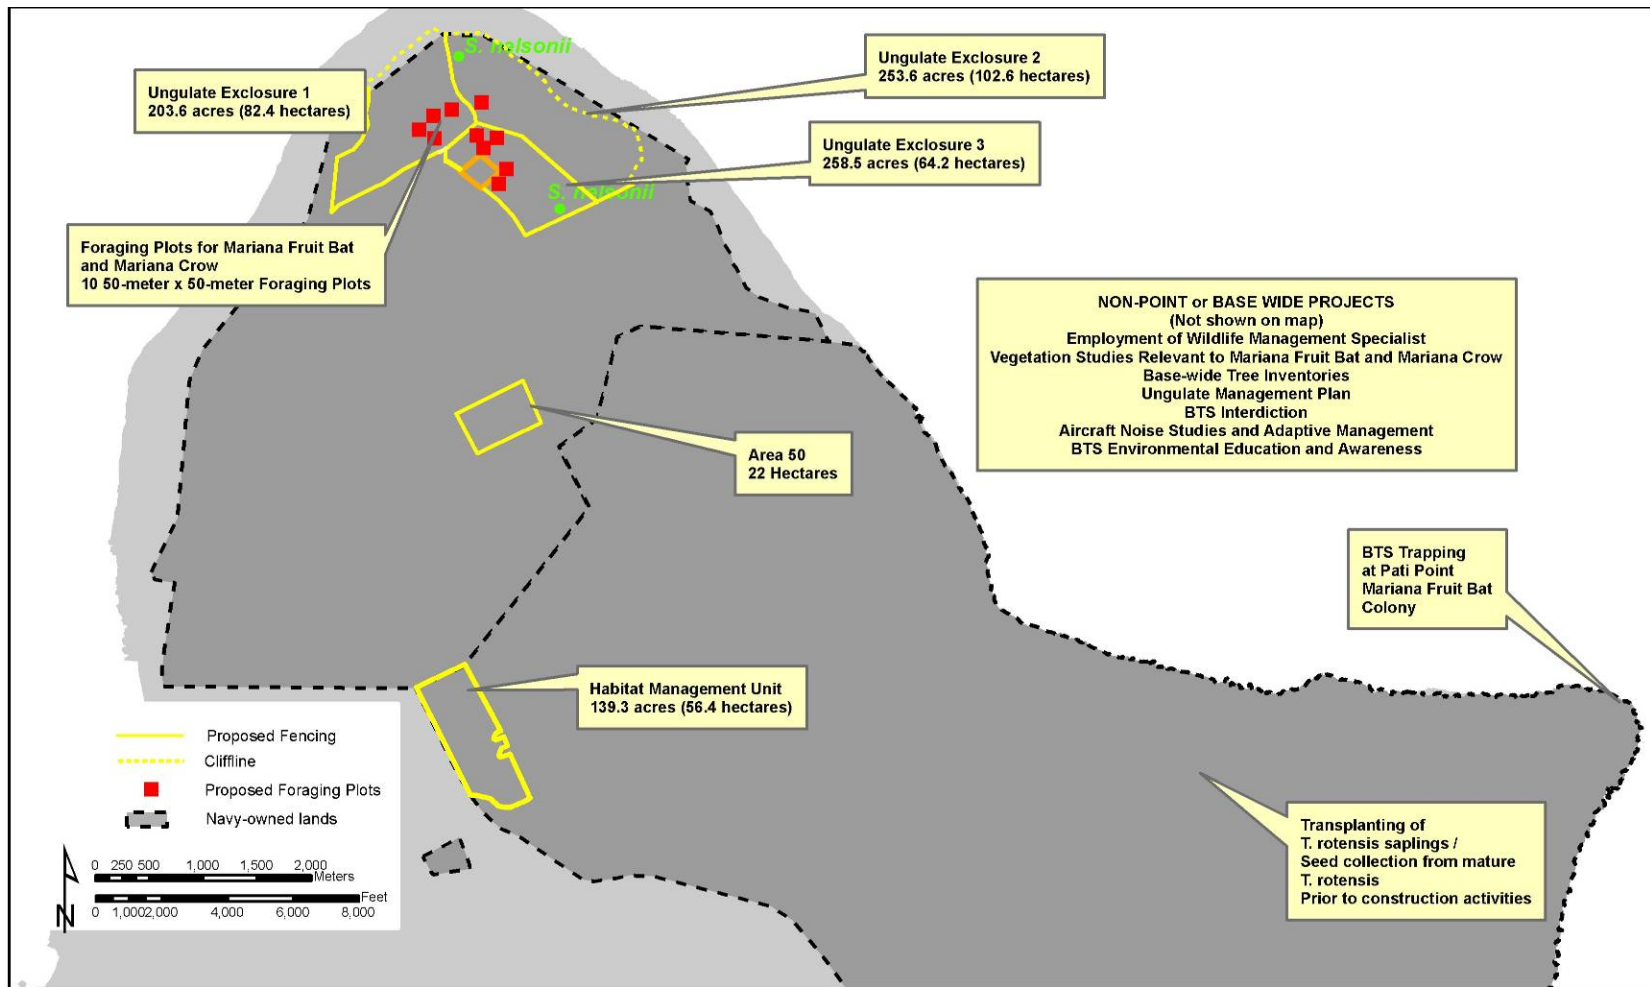 S. nelsonii
Ungulate Exclosure 1
203.6 acres (82.4 hectares)
Ungulate Exclosure 2
253.6 acres (102.6 hectares)
Ungulate Exclosure 3
258.5 acres (64.2 hectares)
S. nelsonii
Foraging Plots for Mariana Fruit Bat
and Mariana Crow
10 50-meter x 50-meter Foraging Plots
NON-POINT or BASE WIDE PROJECTS
(Not shown on map)
Employment of Wildlife Management Specialist
Vegetation Studies Relevant to Mariana Fruit Bat and Mariana Crow
Base-wide Tree Inventories
Ungulate Management Plan
BTS Interdiction
Aircraft Noise Studies and Adaptive Management
BTS Environmental Education and Awareness
Area 50
22 Hectares
BTS Trapping
at Pati Point
Mariana Fruit Bat
Colony
Habitat Management Unit
139.3 acres (56.4 hectares)
Proposed Fencing
Cliffline
Proposed Foraging Plots
Navy-owned lands
Transplanting of
T. rotensis saplings /
Seed collection from mature
T. rotensis
Prior to construction activities
0 250 500 1,000 1,500 2,000
Meters
Feet
0 1,0002,000 4,000 6,000 8,000
N